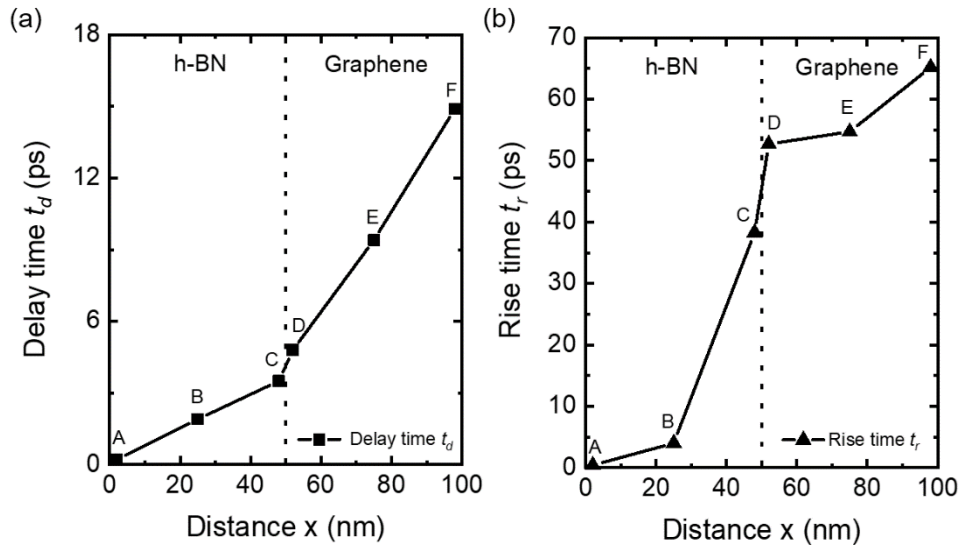 (a)
18
12
6
0
Delay time t_d (ps)
h-BN
Graphene
A
B
C
D
E
F
Delay time t_d
0 20 40 60 80 100
Distance x (nm)
(b)
70
60
50
40
30
20
10
0
Rise time t_r (ps)
h-BN
Graphene
A
B
C
D
E
F
Rise time t_r
0 20 40 60 80 100
Distance x (nm)